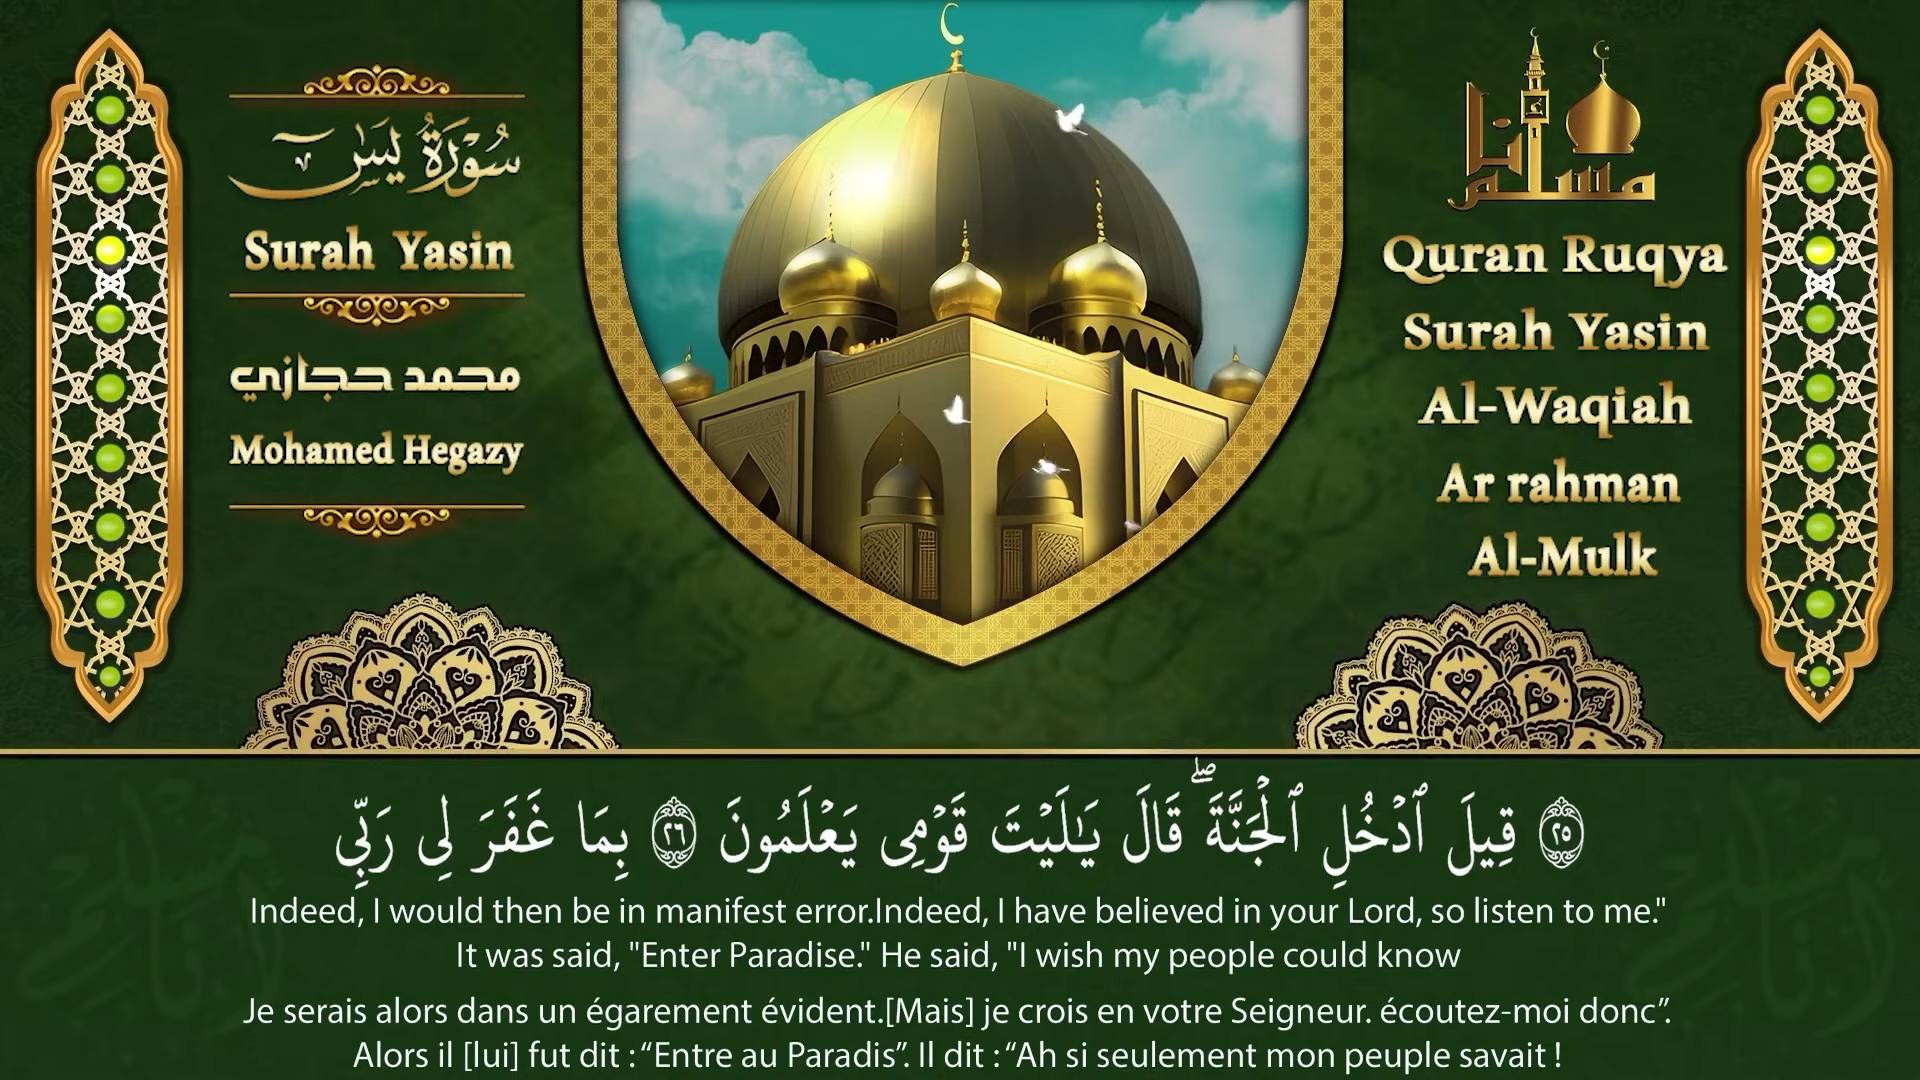 سُورَةُ يسٓ
Surah Yasin
محمد حجازي
Mohamed Hegazy
أنا
مسلم
Quran Ruqya
Surah Yasin
Al-Waqiah
Ar rahman
Al-Mulk
٢٥ قِيلَ ٱدْخُلِ ٱلْجَنَّةَ ۖ قَالَ يَـٰلَيْتَ قَوْمِى يَعْلَمُونَ ٢٦ بِمَا غَفَرَ لِى رَبِّى
Indeed, I would then be in manifest error.Indeed, I have believed in your Lord, so listen to me."
It was said, "Enter Paradise." He said, "I wish my people could know
Je serais alors dans un égarement évident.[Mais] je crois en votre Seigneur. écoutez-moi donc”.
Alors il [lui] fut dit : “Entre au Paradis”. Il dit : “Ah si seulement mon peuple savait !